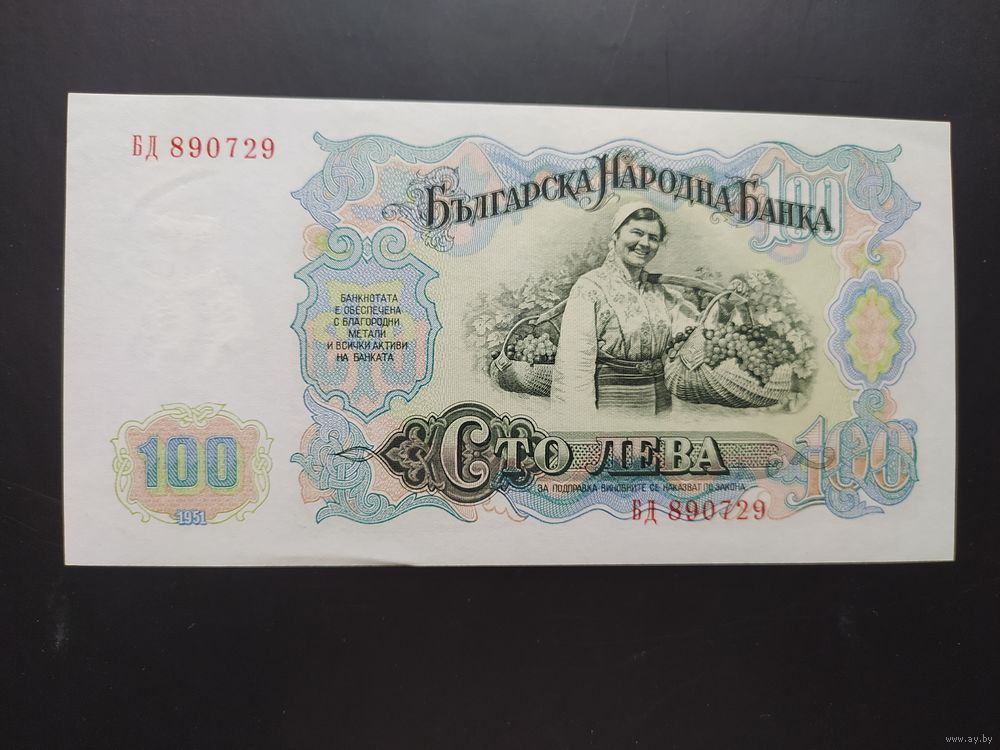 БД 890729
БЪЛГАРСКА НАРОДНА БАНКА
100
БАНКНОТАТА
Е ОБЕСПЕЧЕНА
С БЛАГОРОДНИ
МЕТАЛИ
И ВСИЧКИ АКТИВИ
НА БАНКАТА
100
1951
СТО ЛЕВА
100
ЗА ПОДПРАВКА ВИНОВНИТЕ СЕ НАКАЗВАТ ПО ЗАКОНА
БД 890729
www.ay.by